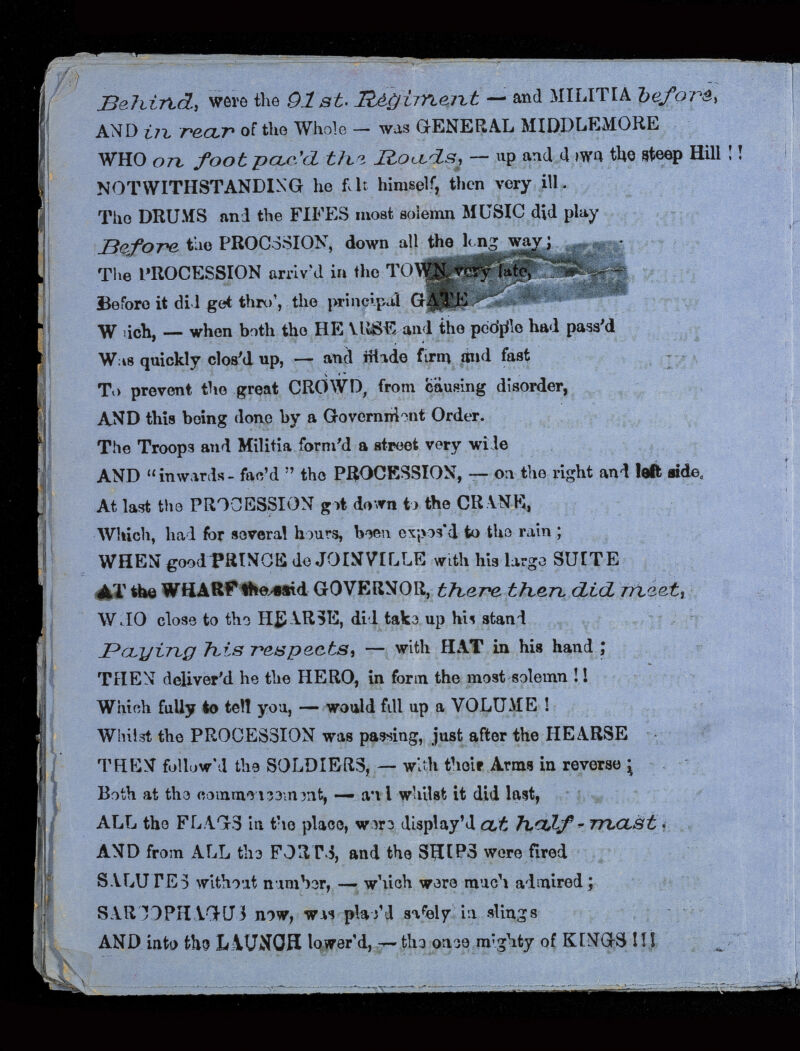 Behind, were the 91st. Regiment — and MILITIA before,
AND in rear of the Whole — was GENERAL MIDDLEMORE
WHO on foot pac'd the Roads, — up and down the steep Hill !!
NOTWITHSTANDING he felt himself, then very ill.
The DRUMS and the FIFES most solemn MUSIC did play
Before the PROCESSION, down all the long way;
The PROCESSION arriv'd in the TOWN, very late,
Before it did get thro', the principal GATE
Which, — when both the HEARSE and the people had pass'd
Was quickly clos'd up, — and made firm and fast
To prevent the great CROWD, from causing disorder,
AND this being done by a Government Order.
The Troops and Militia form'd a street very wide
AND "inwards-fac'd" the PROCESSION, — on the right and left side.
At last the PROCESSION got down to the CRANE,
Which, had for several hours, been expos'd to the rain;
WHEN good PRINCE de JOINVILLE with his large SUITE
AT the WHARF the said GOVERNOR, there then did meet,
WHO close to the HEARSE, did take up his stand
Paying his respects, — with HAT in his hand;
THEN deliver'd he the HERO, in form the most solemn !!
Which fully to tell you, — would fill up a VOLUME !
Whilst the PROCESSION was passing, just after the HEARSE
THEN follow'd the SOLDIERS, — with their Arms in reverse;
Both at the commencement, — and whilst it did last,
ALL the FLAGS in the place, were display'd at half-mast.
AND from ALL the FORTS, and the SHIPS were fired
SALUTES without number, — which were much admired;
SARCOPHAGUS now, was plac'd safely in slings
AND into the LAUNCH lower'd, — the once mighty of KINGS !!!